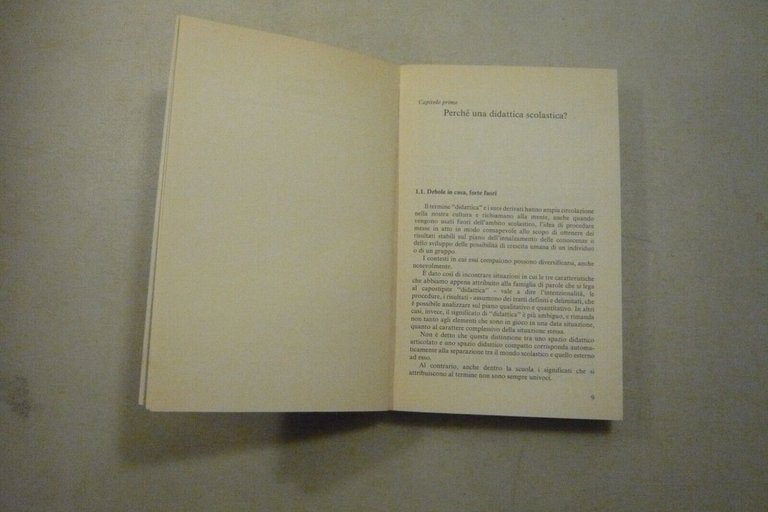 Capitolo primo
Perché una didattica scolastica?
1.1. Debole in casa, forte fuori
Il termine "didattica" e i suoi derivati hanno ampia circolazione
nella nostra cultura e richiamano alla mente, anche quando
vengono usati fuori dell'ambito scolastico, l'idea di procedure
messe in atto in modo consapevole allo scopo di ottenere dei
risultati stabili sul piano dell'innalzamento delle conoscenze o
dello sviluppo delle possibilità di crescita umana di un individuo
o di un gruppo.
I contesti in cui essi compaiono possono diversificarsi, anche
notevolmente.
È dato così di incontrare situazioni in cui le tre caratteristiche
che abbiamo appena attribuito alla famiglia di parole che si lega
al capostipite "didattica" - vale a dire l'intenzionalità, le
procedure, i risultati - assumono dei tratti definiti e delimitati, che
è possibile analizzare sul piano qualitativo e quantitativo. In altri
casi, invece, il significato di "didattica" è più ambiguo, e rimanda
non tanto agli elementi che sono in gioco in una data situazione,
quanto al carattere complessivo della situazione stessa.
Non è detto che questa distinzione tra uno spazio didattico
articolato e uno spazio didattico compatto corrisponda automa-
ticamente alla separazione tra il mondo scolastico e quello esterno
ad esso.
Al contrario, anche dentro la scuola i significati che si
attribuiscono al termine non sono sempre univoci.
9